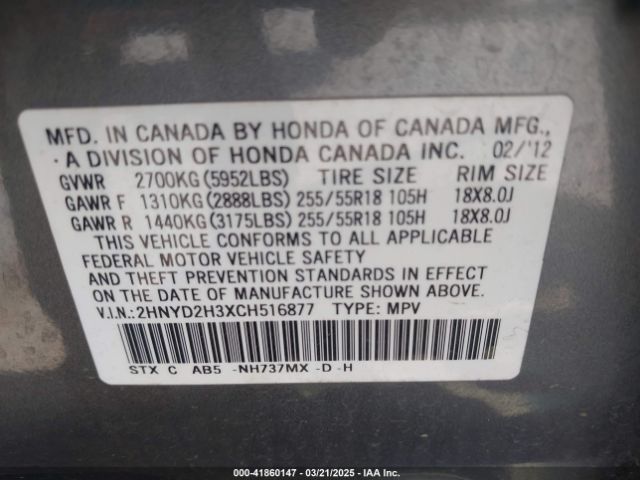 MFD. IN CANADA BY HONDA OF CANADA MFG.,
A DIVISION OF HONDA CANADA INC. 02/'12
GVWR 2700KG(5952LBS) TIRE SIZE RIM SIZE
GAWR F 1310KG(2888LBS) 255/55R18 105H 18X8.0J
GAWR R 1440KG(3175LBS) 255/55R18 105H 18X8.0J
THIS VEHICLE CONFORMS TO ALL APPLICABLE
FEDERAL MOTOR VEHICLE SAFETY
AND THEFT PREVENTION STANDARDS IN EFFECT
ON THE DATE OF MANUFACTURE SHOWN ABOVE.
V.I.N.:2HNYD2H3XCH516877 TYPE: MPV
STX C AB5 -NH737MX -D -H
000-41860147 — 03/21/2025 — IAA Inc.